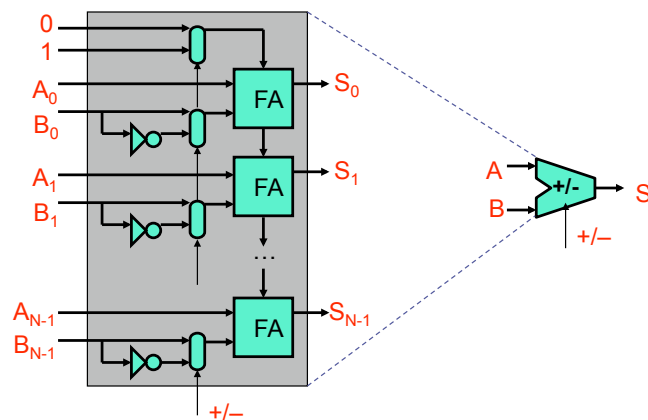 0
1
A0
FA
S0
B0
A1
FA
S1
B1
...
AN-1
FA
SN-1
BN-1
+/–
A
+/-
S
B
+/–